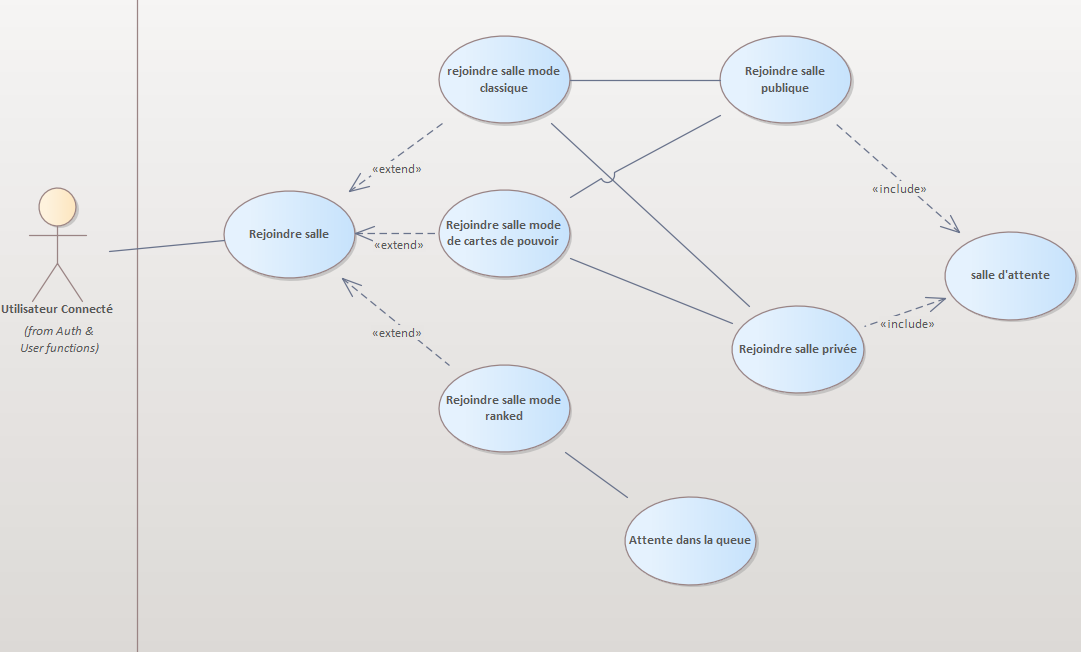 rejoindre salle mode
classique
Rejoindre salle
publique
«extend»
«include»
Rejoindre salle
Rejoindre salle mode
de cartes de pouvoir
«extend»
salle d'attente
Utilisateur Connecté
(from Auth &
User functions)
«extend»
«include»
Rejoindre salle privée
Rejoindre salle mode
ranked
Attente dans la queue